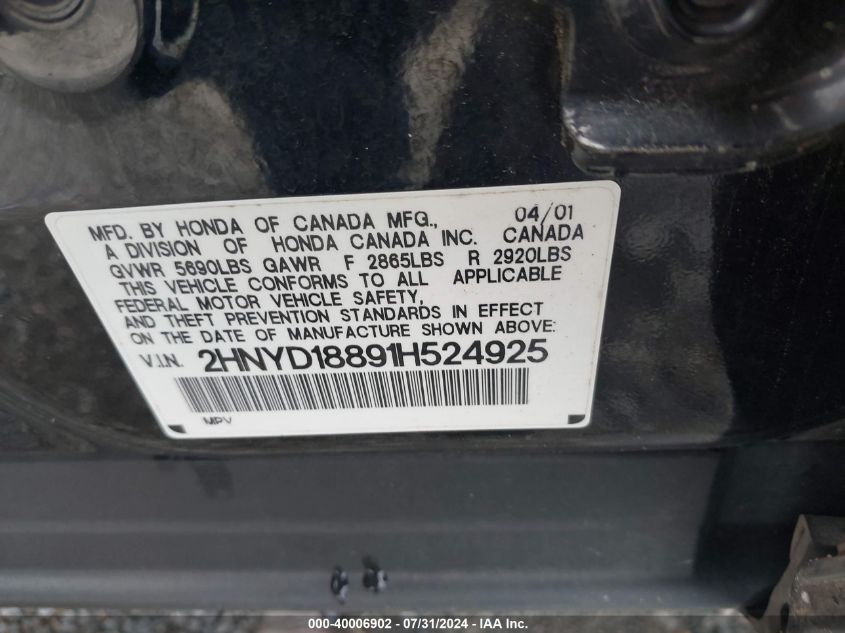 MFD. BY HONDA OF CANADA MFG., 04/01
A DIVISION OF HONDA CANADA INC. CANADA
GVWR 5690LBS GAWR F 2865LBS R 2920LBS
THIS VEHICLE CONFORMS TO ALL APPLICABLE
FEDERAL MOTOR VEHICLE SAFETY,
AND THEFT PREVENTION STANDARDS IN EFFECT
ON THE DATE OF MANUFACTURE SHOWN ABOVE:
V.I.N. 2HNYD18891H524925
MPV
000-40006902 - 07/31/2024 - IAA Inc.